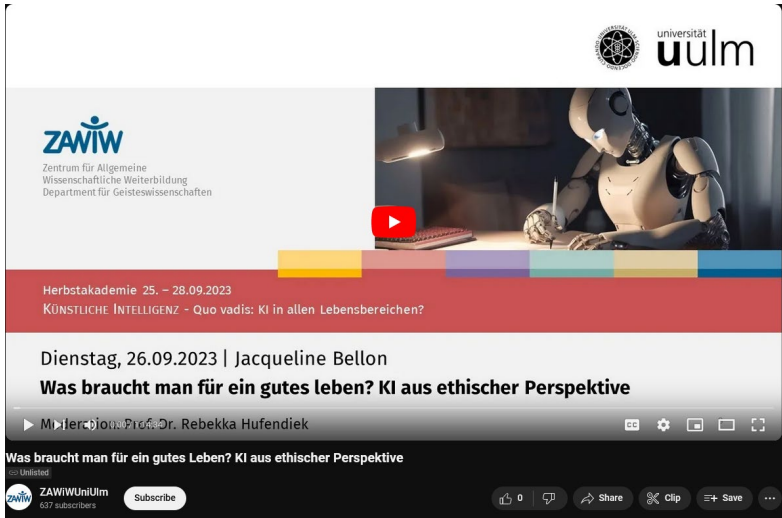 universität
uulm
ZAWiW
Zentrum für Allgemeine
Wissenschaftliche Weiterbildung
Department für Geisteswissenschaften
Herbstakademie 25. – 28.09.2023
KÜNSTLICHE INTELLIGENZ - Quo vadis: KI in allen Lebensbereichen?
Dienstag, 26.09.2023 | Jacqueline Bellon
Was braucht man für ein gutes leben? KI aus ethischer Perspektive
Moderation: Prof. Dr. Rebekka Hufendiek
CC
Was braucht man für ein gutes Leben? KI aus ethischer Perspektive
Unlisted
ZAWiW
ZAWiWUniUlm
637 subscribers
Subscribe
0
Share
Clip
Save